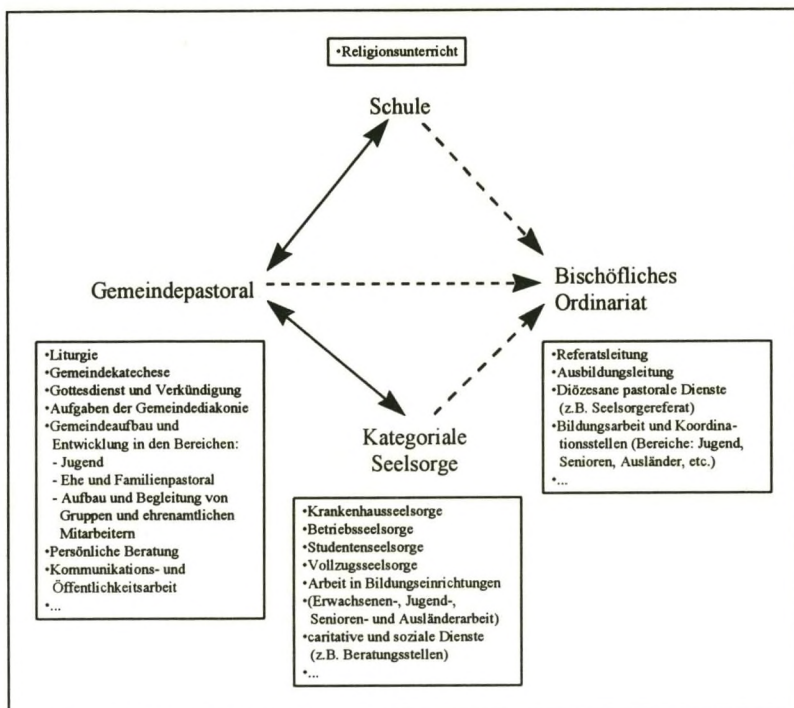 •Religionsunterricht
Schule
Gemeindepastoral
Bischöfliches
Ordinariat
•Liturgie
•Gemeindekatechese
•Gottesdienst und Verkündigung
•Aufgaben der Gemeindediakonie
•Gemeindeaufbau und
Entwicklung in den Bereichen:
- Jugend
- Ehe und Familienpastoral
- Aufbau und Begleitung von
Gruppen und ehrenamtlichen
Mitarbeitern
•Persönliche Beratung
•Kommunikations- und
Öffentlichkeitsarbeit
•...
Kategoriale
Seelsorge
•Krankenhausseelsorge
•Betriebsseelsorge
•Studentenseelsorge
•Vollzugsseelsorge
•Arbeit in Bildungseinrichtungen
•(Erwachsenen-, Jugend-,
Senioren- und Ausländerarbeit)
•caritative und soziale Dienste
(z.B. Beratungsstellen)
•...
•Referatsleitung
•Ausbildungsleitung
•Diözesane pastorale Dienste
(z.B. Seelsorgereferat)
•Bildungsarbeit und Koordina-
tionsstellen (Bereiche: Jugend,
Senioren, Ausländer, etc.)
•...